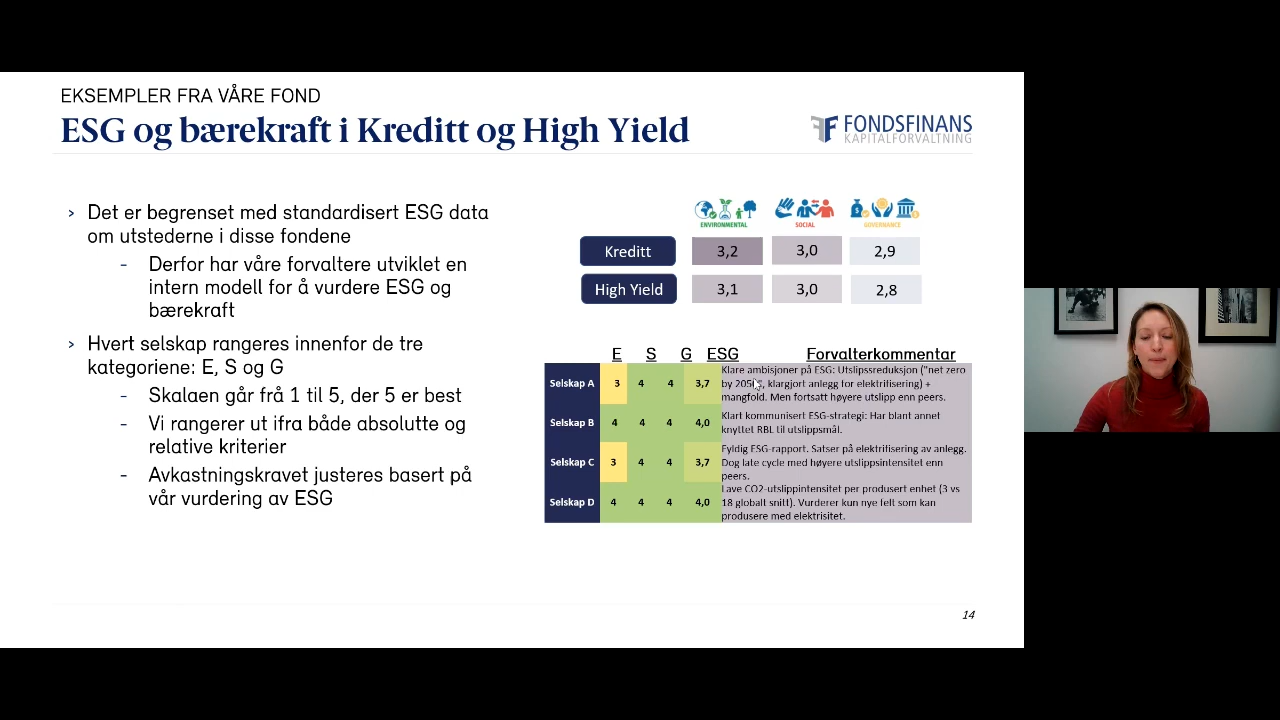 EKSEMPLER FRA VÅRE FOND
ESG og bærekraft i Kreditt og High Yield
FONDSFINANS
KAPITALFORVALTNING
› Det er begrenset med standardisert ESG data
om utstederne i disse fondene
- Derfor har våre forvaltere utviklet en
intern modell for å vurdere ESG og
bærekraft
› Hvert selskap rangeres innenfor de tre
kategoriene: E, S og G
- Skalaen går frå 1 til 5, der 5 er best
- Vi rangerer ut ifra både absolutte og
relative kriterier
- Avkastningskravet justeres basert på
vår vurdering av ESG
ENVIRONMENTAL SOCIAL GOVERNANCE
Kreditt 3,2 3,0 2,9
High Yield 3,1 3,0 2,8
E S G ESG Forvalterkommentar
Selskap A 3 4 4 3,7
Klare ambisjoner på ESG: Utslipssreduksjon ("net zero
by 205, klargjort anlegg for elektrifisering) +
mangfold. Men fortsatt høyere utslipp enn peers.
Selskap B 4 4 4 4,0
Klart kommunisert ESG-strategi: Har blant annet
knyttet RBL til utslippsmål.
Selskap C 3 4 4 3,7
Fyldig ESG-rapport. Satser på elektrifisering av anlegg.
Dog late cycle med høyere utslippsintensitet enn
peers.
Selskap D 4 4 4 4,0
Lave CO2-utslippintensitet per produsert enhet (3 vs
18 globalt snitt). Vurderer kun nye felt som kan
produsere med elektrisitet.
14